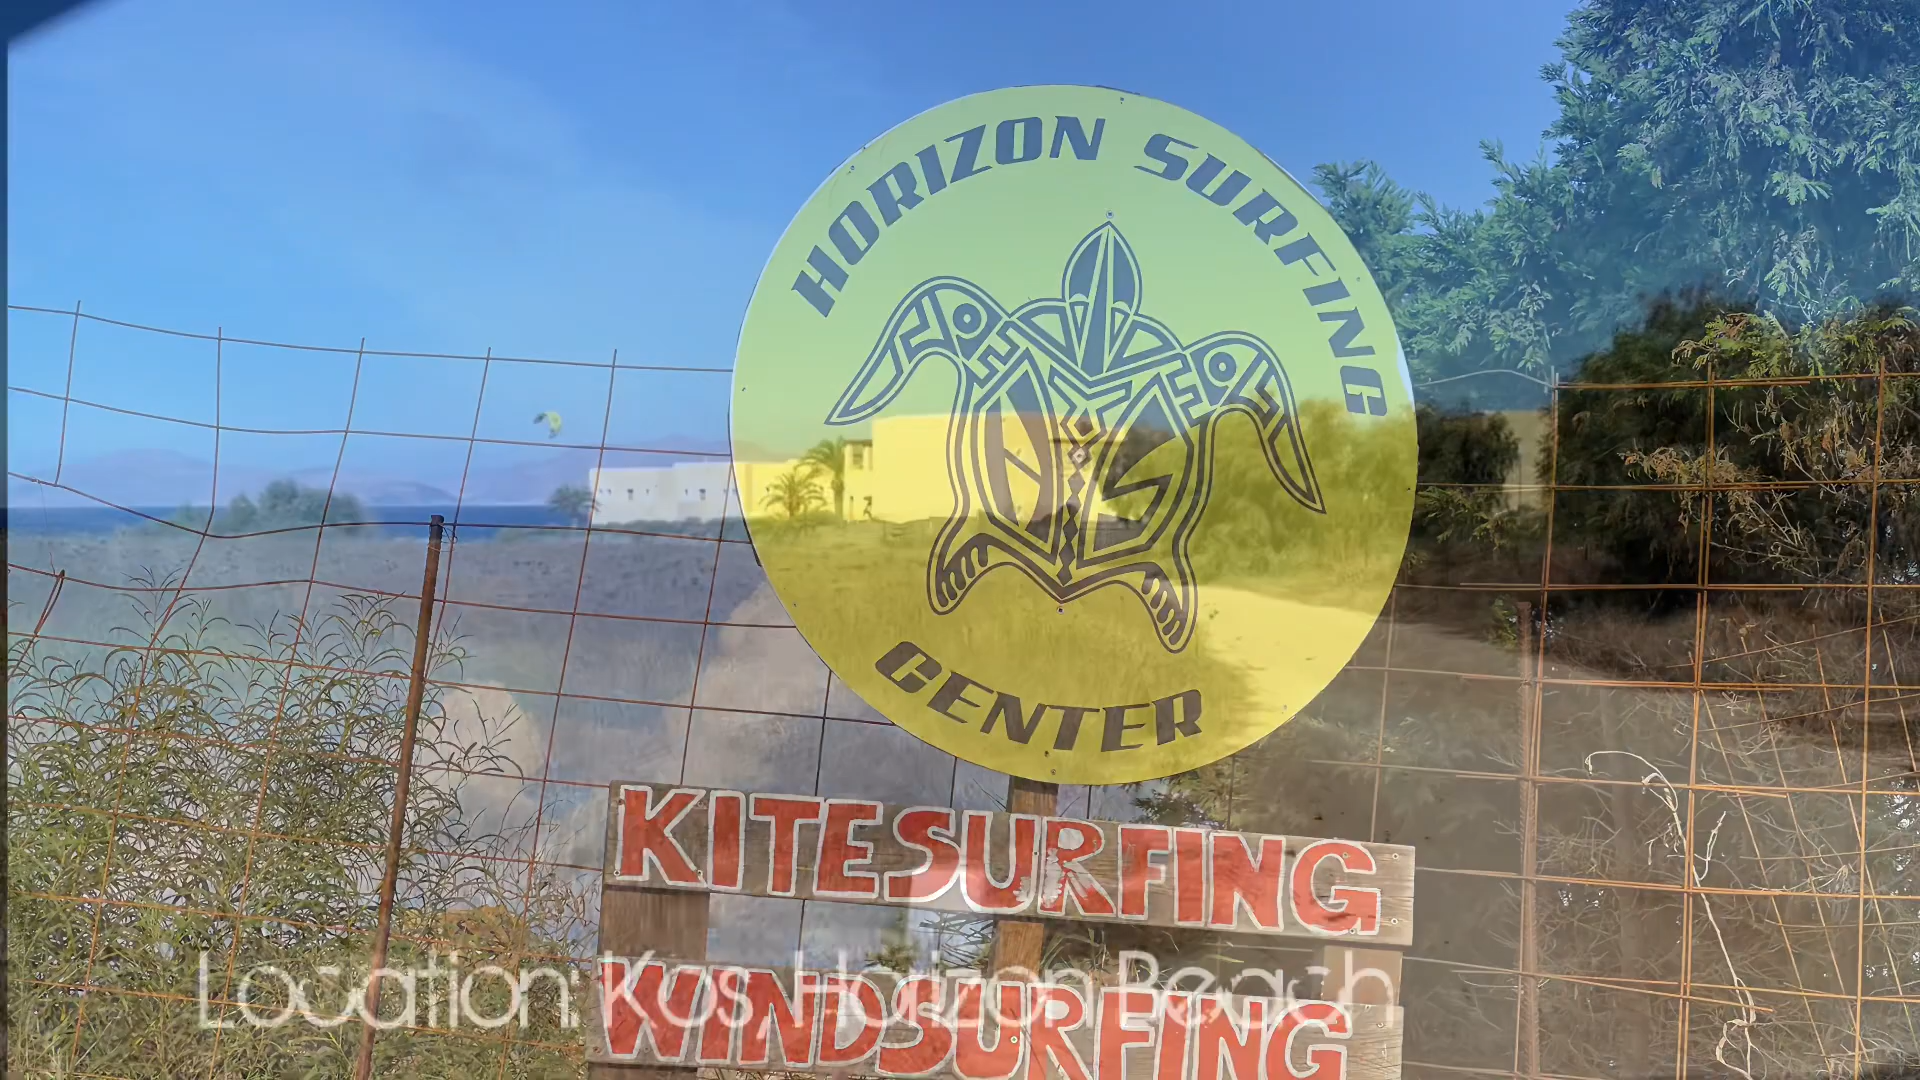 HORIZON SURFING
CENTER
KITESURFING
WINDSURFING
Location: Kos, Horizon Beach